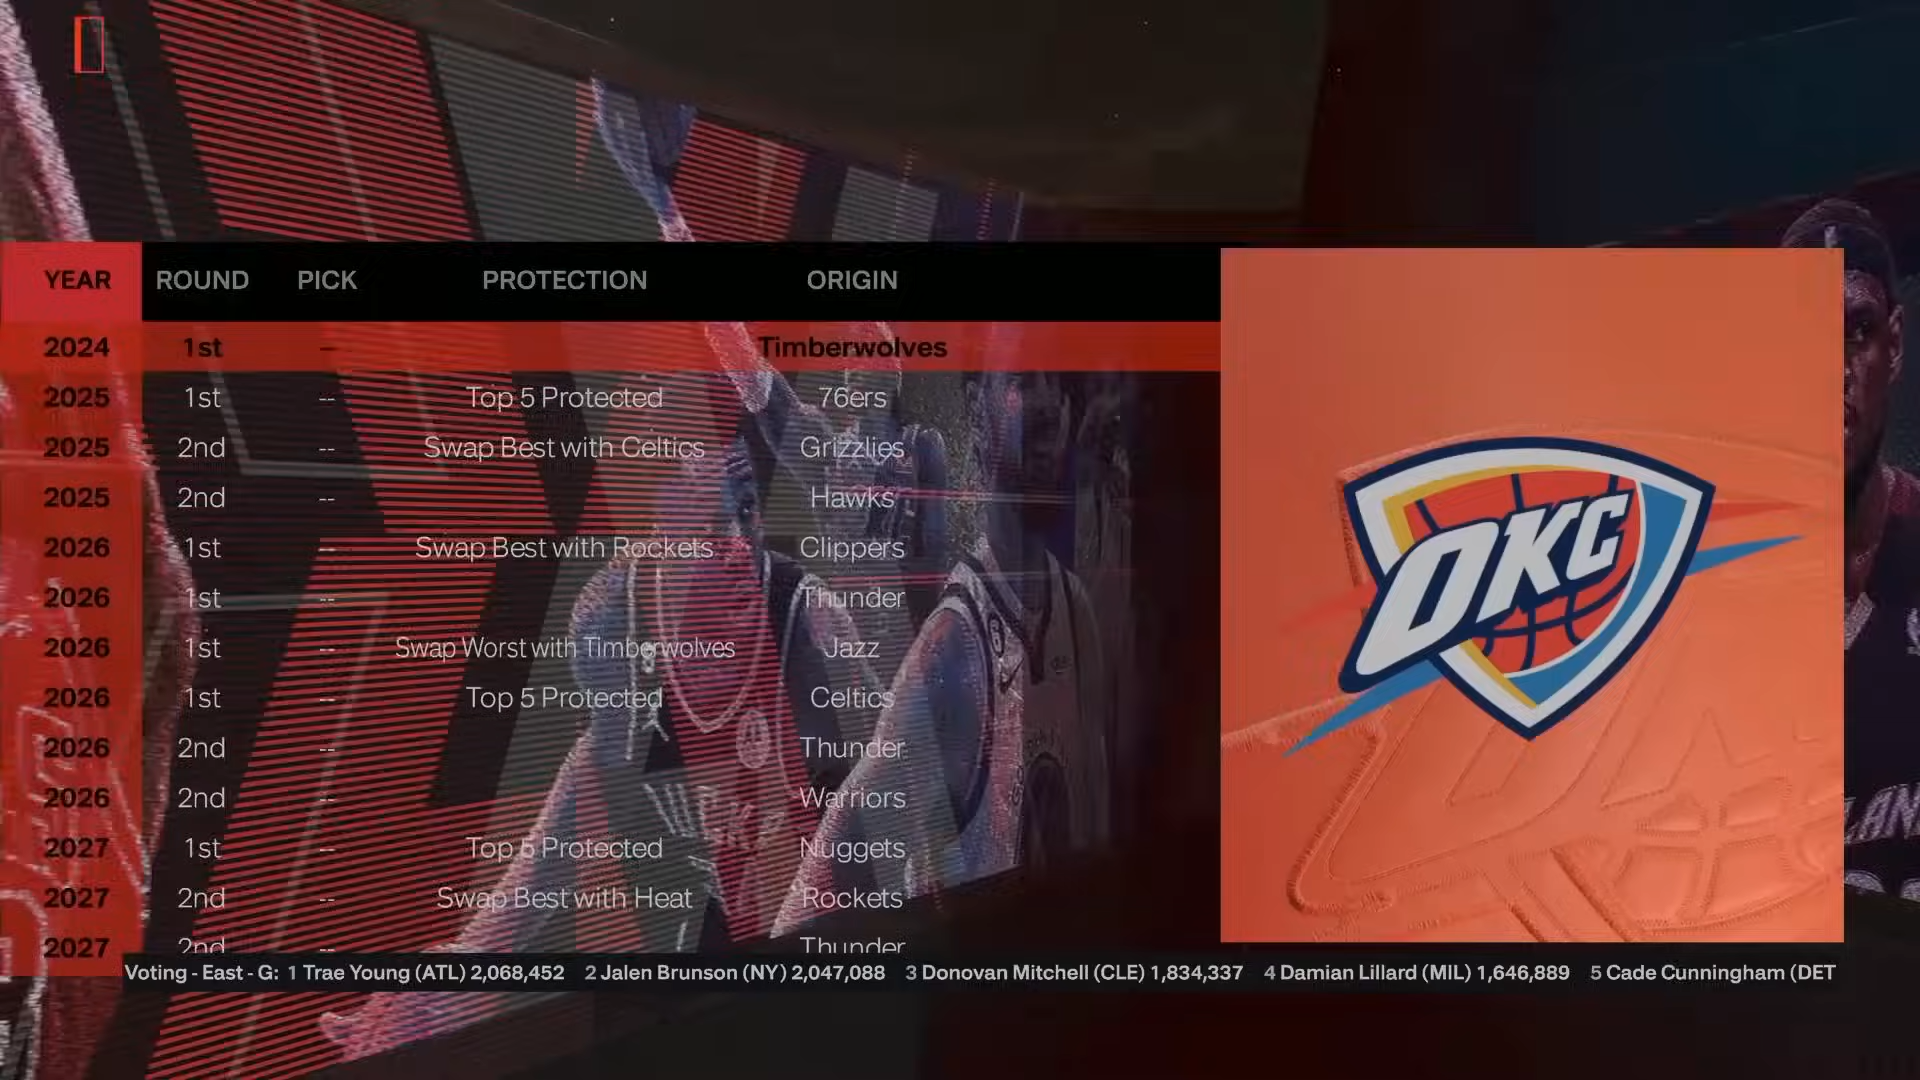 YEAR ROUND PICK PROTECTION ORIGIN
2024 1st -- Timberwolves
2025 1st -- Top 5 Protected 76ers
2025 2nd -- Swap Best with Celtics Grizzlies
2025 2nd -- Hawks
2026 1st -- Swap Best with Rockets Clippers
2026 1st -- Thunder
2026 1st -- Swap Worst with Timberwolves Jazz
2026 1st -- Top 5 Protected Celtics
2026 2nd -- Thunder
2026 2nd -- Warriors
2027 1st -- Top 5 Protected Nuggets
2027 2nd -- Swap Best with Heat Rockets
2027 2nd -- Thunder
OKC
Voting - East - G: 1 Trae Young (ATL) 2,068,452 2 Jalen Brunson (NY) 2,047,088 3 Donovan Mitchell (CLE) 1,834,337 4 Damian Lillard (MIL) 1,646,889 5 Cade Cunningham (DET